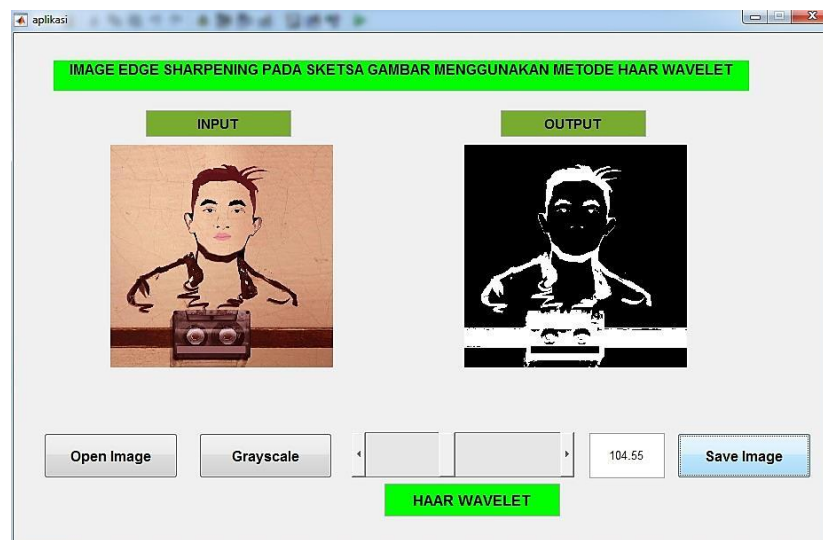 aplikasi
IMAGE EDGE SHARPENING PADA SKETSA GAMBAR MENGGUNAKAN METODE HAAR WAVELET
INPUT
OUTPUT
Open Image
Grayscale
104.55
Save Image
HAAR WAVELET